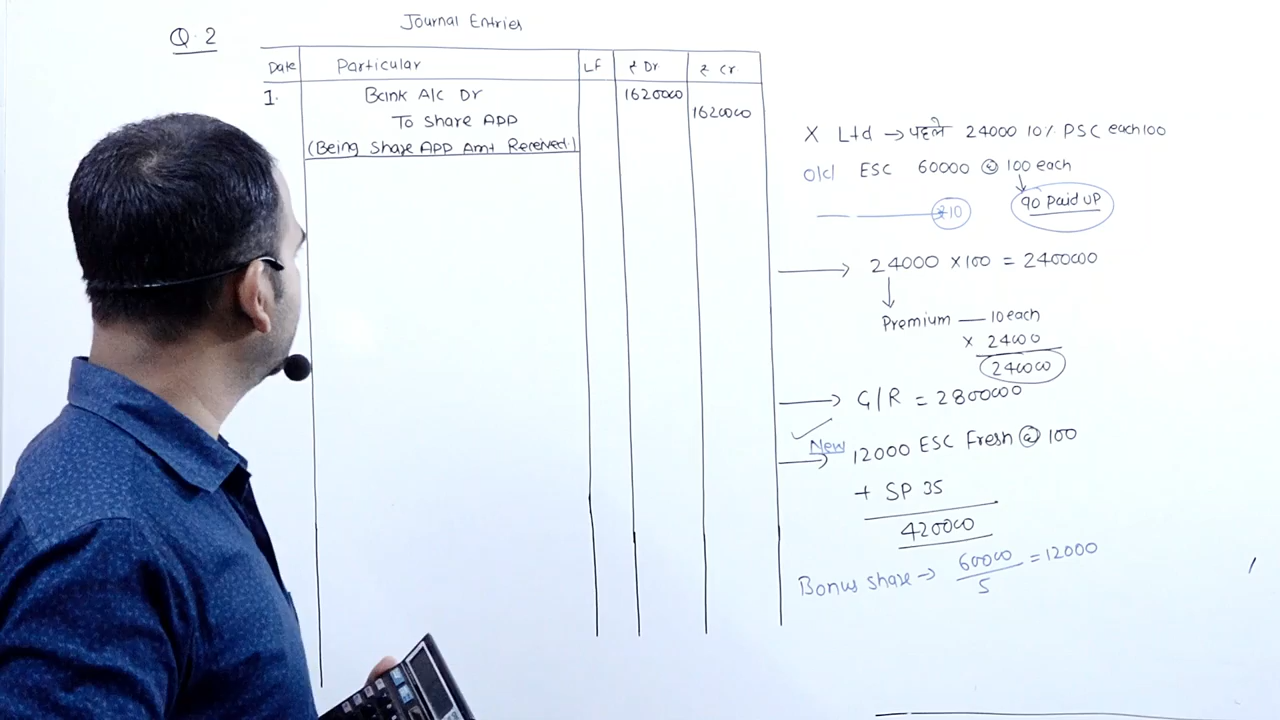 Q.2
Journal Entries
Date Particular LF ₹ Dr. ₹ Cr.
1. Bank A/c Dr 1620000
To Share APP 1620000
(Being Share APP Amt Received.)
X Ltd → पहले 24000 10% PSC each 100
Old ESC 60000 @ 100 each
90 Paid UP
₹10
24000 × 100 = 2400000
Premium — 10 each
× 24000
240000
G/R = 2800000
New
12000 ESC Fresh @ 100
+ SP 35
420000
Bonus share → 60000/5 = 12000